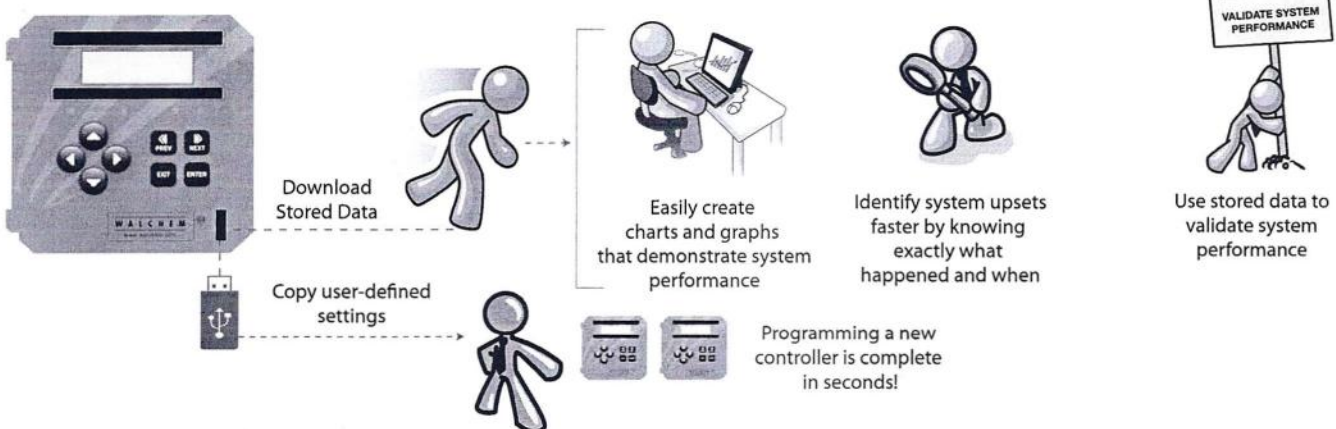 PREV
NEXT
EXIT
ENTER
WALCHEM
Download
Stored Data
Copy user-defined
settings
Easily create
charts and graphs
that demonstrate system
performance
Identify system upsets
faster by knowing
exactly what
happened and when
VALIDATE SYSTEM
PERFORMANCE
Use stored data to
validate system
performance
Programming a new
controller is complete
in seconds!